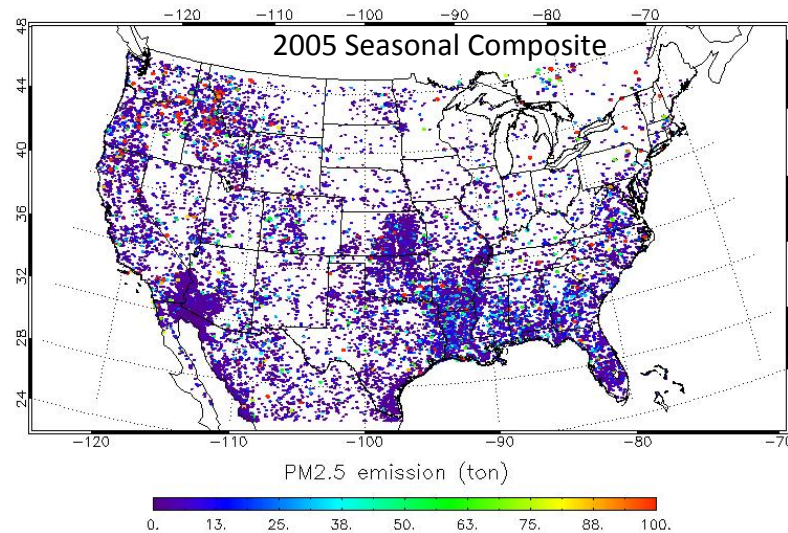 −120 −110 −100 −90 −80 −70
2005 Seasonal Composite
48
44
40
36
32
28
24
−120 −110 −100 −90 −80 −70
PM2.5 emission (ton)
0. 13. 25. 38. 50. 63. 75. 88. 100.